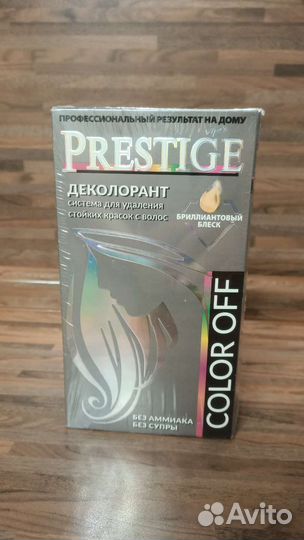 ПРОФЕССИОНАЛЬНЫЙ РЕЗУЛЬТАТ НА ДОМУ
PRESTIGE
ДЕКОЛОРАНТ
система для удаления
стойких красок с волос
БРИЛЛИАНТОВЫЙ
БЛЕСК
COLOR OFF
БЕЗ АММИАКА
БЕЗ СУПРЫ
Avito